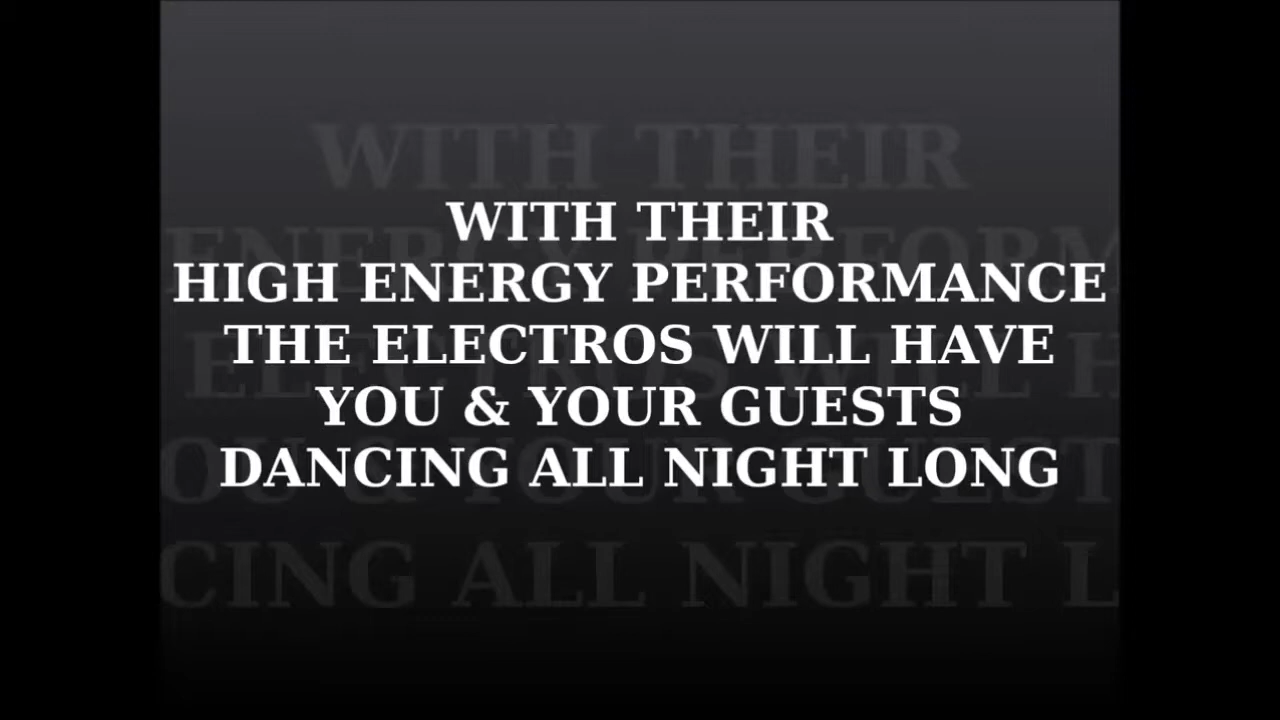 WITH THEIR
HIGH ENERGY PERFORMANCE
THE ELECTROS WILL HAVE
YOU & YOUR GUESTS
DANCING ALL NIGHT LONG